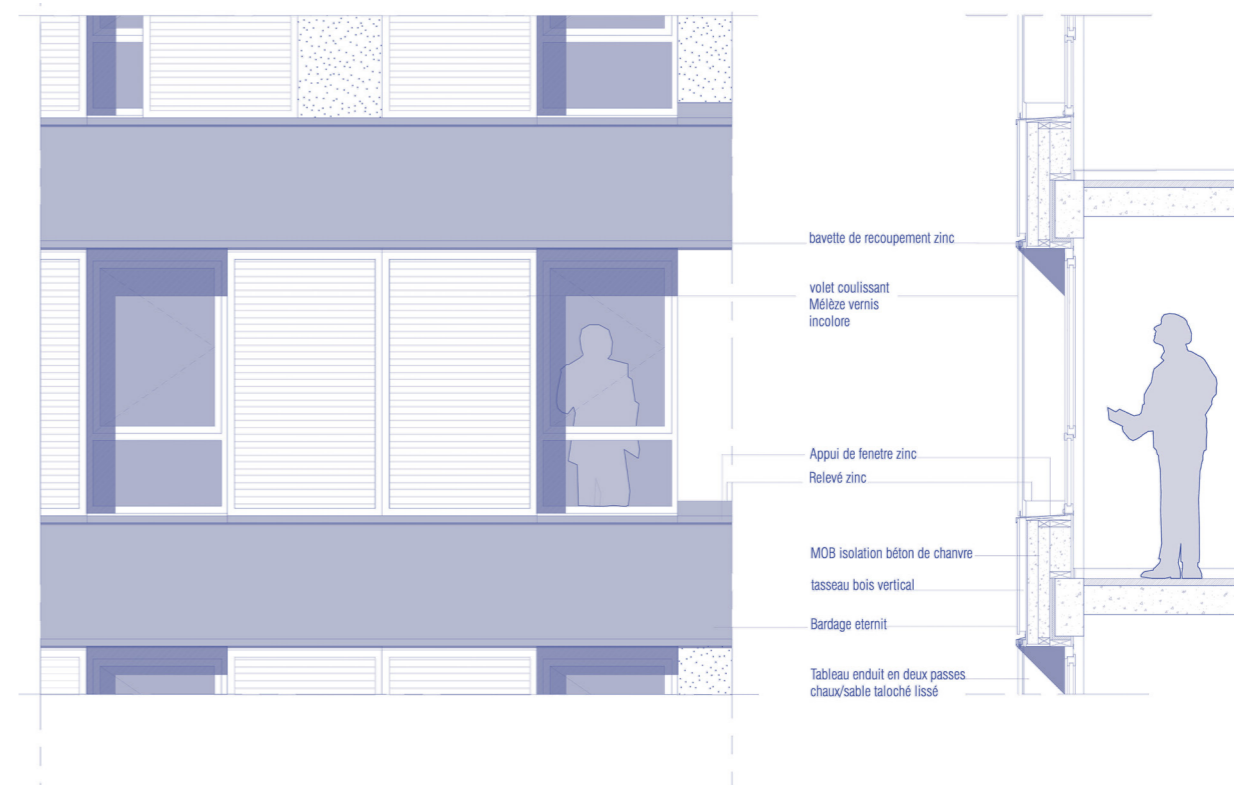 bavette de recoupement zinc
volet coulissant
Mélèze vernis
incolore
Appui de fenetre zinc
Relevé zinc
MOB isolation béton de chanvre
tasseau bois vertical
Bardage eternit
Tableau enduit en deux passes
chaux/sable taloché lissé